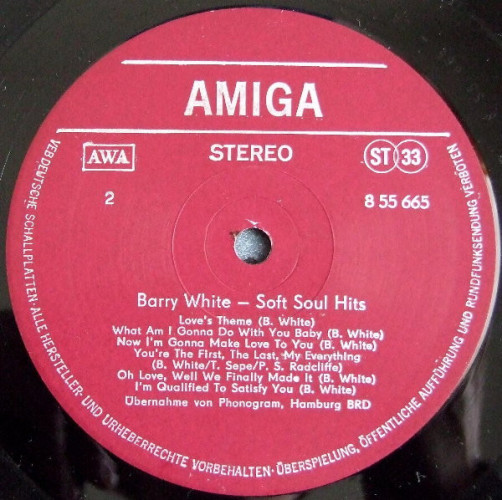 AMIGA
AWA
STEREO
ST 33
2
8 55 665
Barry White – Soft Soul Hits
Love's Theme (B. White)
What Am I Gonna Do With You Baby (B. White)
Now I'm Gonna Make Love To You (B. White)
You're The First, The Last, My Everything
(B. White/T. Sepe/P. S. Radcliffe)
Oh Love, Well We Finally Made It (B. White)
I'm Qualified To Satisfy You (B. White)
Übernahme von Phonogram, Hamburg BRD
VEB DEUTSCHE SCHALLPLATTEN · ALLE HERSTELLER- UND URHEBERRECHTE VORBEHALTEN · ÜBERSPIELUNG, ÖFFENTLICHE AUFFÜHRUNG UND RUNDFUNKSENDUNG VERBOTEN